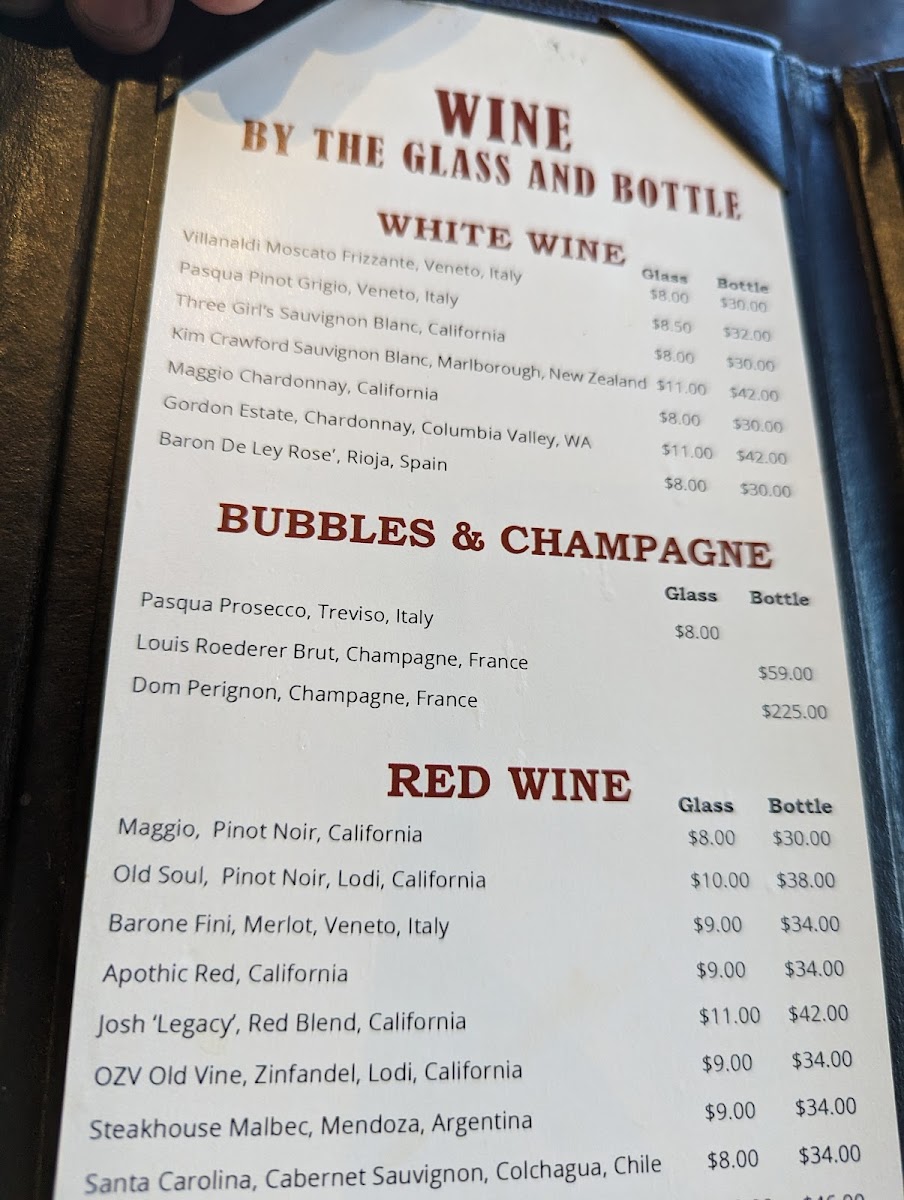 WINE
BY THE GLASS AND BOTTLE
WHITE WINE
Glass Bottle
Villanaldi Moscato Frizzante, Veneto, Italy $8.00 $30.00
Pasqua Pinot Grigio, Veneto, Italy $8.50 $32.00
Three Girl's Sauvignon Blanc, California $8.00 $30.00
Kim Crawford Sauvignon Blanc, Marlborough, New Zealand $11.00 $42.00
Maggio Chardonnay, California $8.00 $30.00
Gordon Estate, Chardonnay, Columbia Valley, WA $11.00 $42.00
Baron De Ley Rose', Rioja, Spain $8.00 $30.00
BUBBLES & CHAMPAGNE
Glass Bottle
Pasqua Prosecco, Treviso, Italy $8.00
Louis Roederer Brut, Champagne, France $59.00
Dom Perignon, Champagne, France $225.00
RED WINE
Glass Bottle
Maggio, Pinot Noir, California $8.00 $30.00
Old Soul, Pinot Noir, Lodi, California $10.00 $38.00
Barone Fini, Merlot, Veneto, Italy $9.00 $34.00
Apothic Red, California $9.00 $34.00
Josh 'Legacy', Red Blend, California $11.00 $42.00
OZV Old Vine, Zinfandel, Lodi, California $9.00 $34.00
Steakhouse Malbec, Mendoza, Argentina $9.00 $34.00
Santa Carolina, Cabernet Sauvignon, Colchagua, Chile $8.00 $34.00